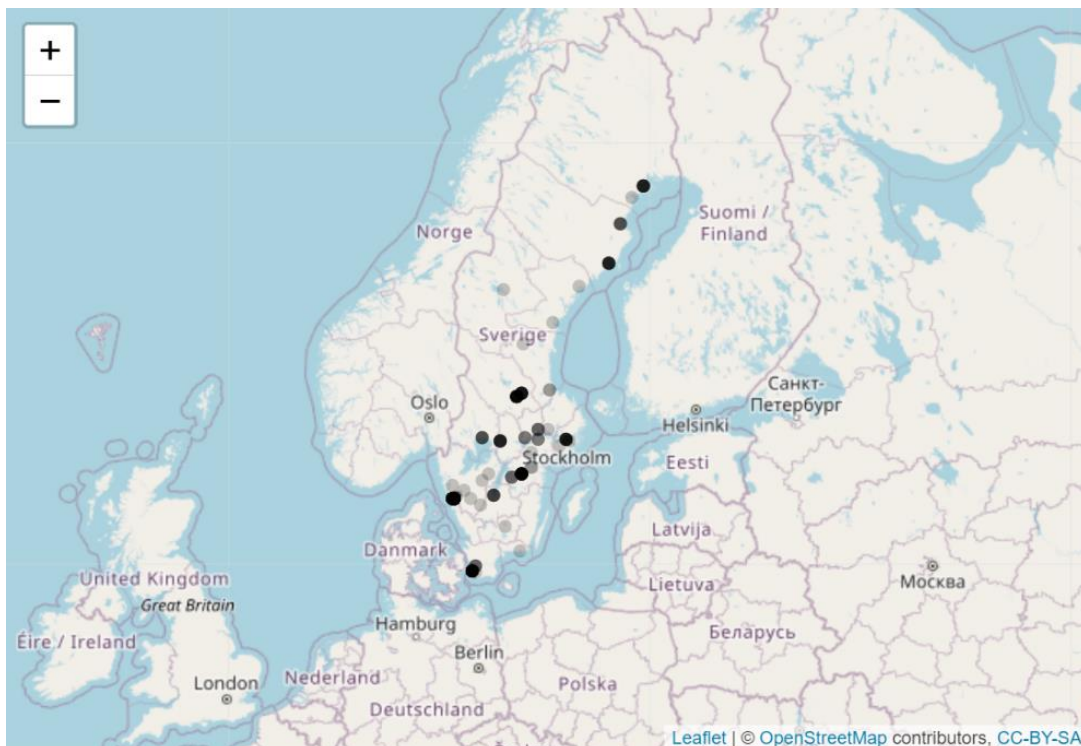 +
−
Norge
Suomi /
Finland
Sverige
Oslo
Helsinki
Санкт-
Петербург
Stockholm
Eesti
Latvija
Danmark
Lietuva
Москва
United Kingdom
Great Britain
Éire / Ireland
Hamburg
Беларусь
Berlin
Nederland
London
Polska
Deutschland
Leaflet | © OpenStreetMap contributors, CC-BY-SA